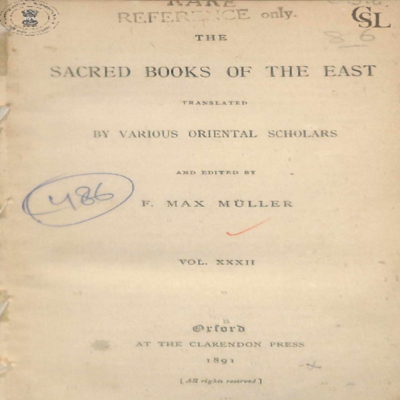 RARE
REFERENCE only.
CSL
86
THE
SACRED BOOKS OF THE EAST
TRANSLATED
BY VARIOUS ORIENTAL SCHOLARS
AND EDITED BY
486
F. MAX MÜLLER
VOL. XXXII
Oxford
AT THE CLARENDON PRESS
1891
[ All rights reserved ]